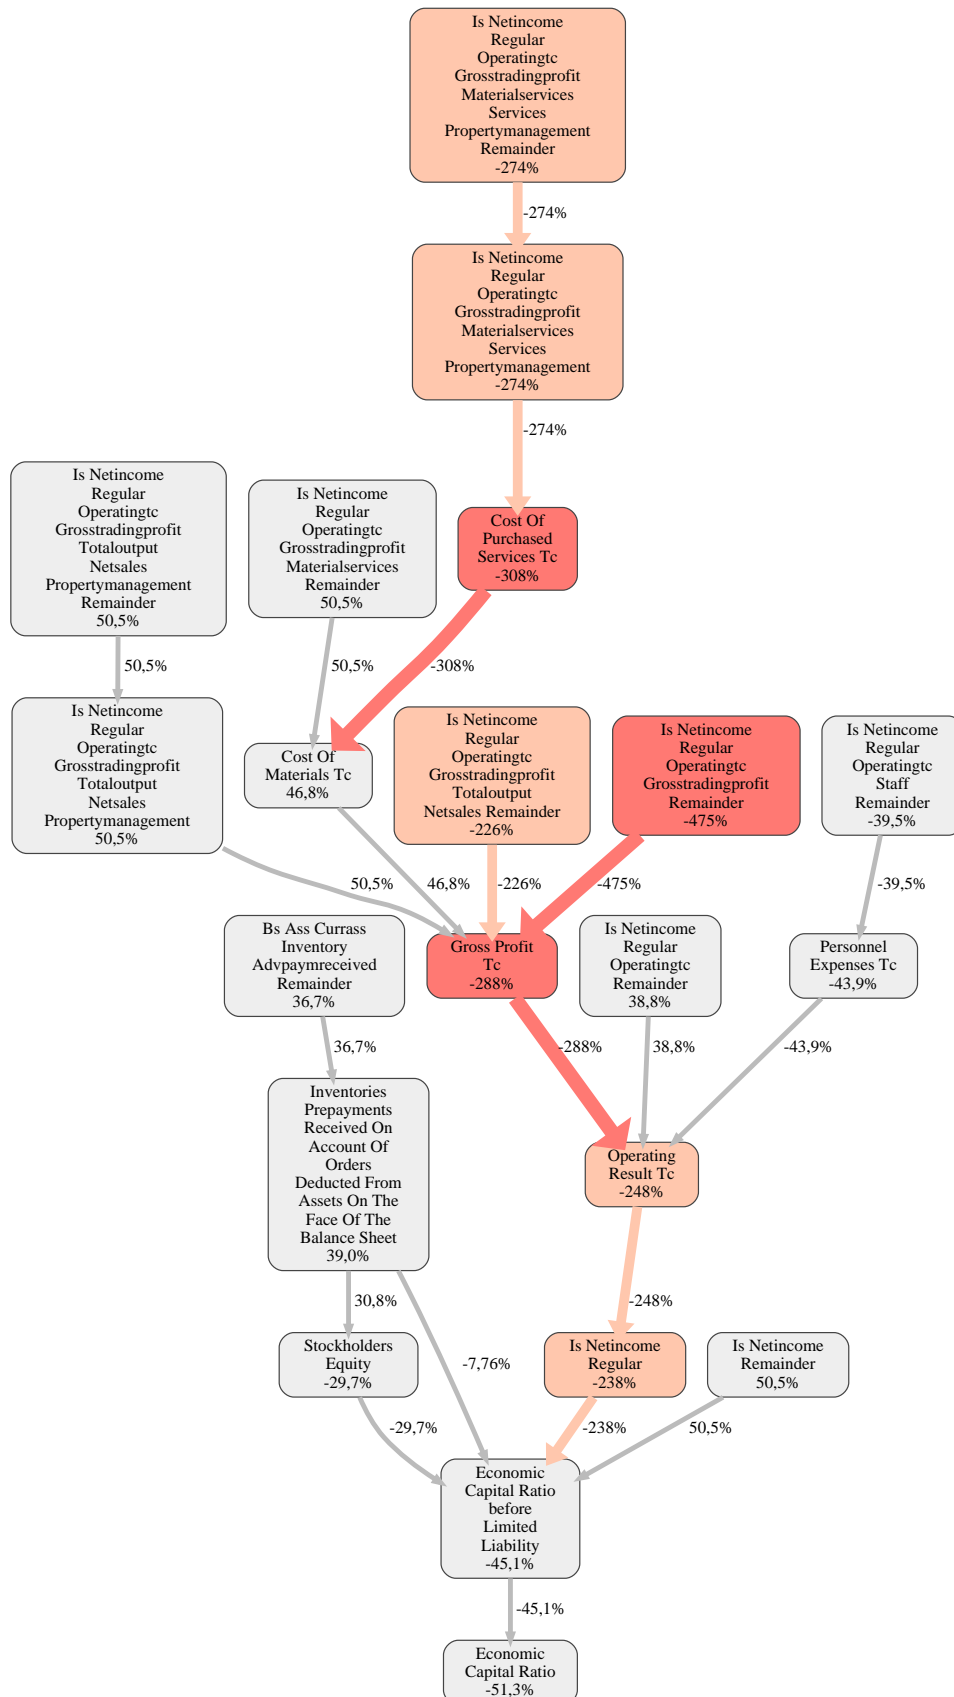 Is Netincome
Regular
Operatingtc
Grosstradingprofit
Materialservices
Services
Propertymanagement
Remainder
-274%
-274%
Is Netincome
Regular
Operatingtc
Grosstradingprofit
Materialservices
Services
Propertymanagement
-274%
-274%
Is Netincome
Regular
Operatingtc
Grosstradingprofit
Totaloutput
Netsales
Propertymanagement
Remainder
50,5%
Is Netincome
Regular
Operatingtc
Grosstradingprofit
Materialservices
Remainder
50,5%
Cost Of
Purchased
Services Tc
-308%
50,5%
50,5%
-308%
Is Netincome
Regular
Operatingtc
Grosstradingprofit
Totaloutput
Netsales
Propertymanagement
50,5%
Cost Of
Materials Tc
46,8%
Is Netincome
Regular
Operatingtc
Grosstradingprofit
Totaloutput
Netsales Remainder
-226%
Is Netincome
Regular
Operatingtc
Grosstradingprofit
Remainder
-475%
Is Netincome
Regular
Operatingtc
Staff
Remainder
-39,5%
50,5%
46,8%
-226%
-475%
-39,5%
Bs Ass Currass
Inventory
Advpaymreceived
Remainder
36,7%
Gross Profit
Tc
-288%
Is Netincome
Regular
Operatingtc
Remainder
38,8%
Personnel
Expenses Tc
-43,9%
36,7%
-288%
38,8%
-43,9%
Inventories
Prepayments
Received On
Account Of
Orders
Deducted From
Assets On The
Face Of The
Balance Sheet
39,0%
Operating
Result Tc
-248%
30,8%
-7,76%
-248%
Stockholders
Equity
-29,7%
Is Netincome
Regular
-238%
Is Netincome
Remainder
50,5%
-29,7%
-238%
50,5%
Economic
Capital Ratio
before
Limited
Liability
-45,1%
-45,1%
Economic
Capital Ratio
-51,3%